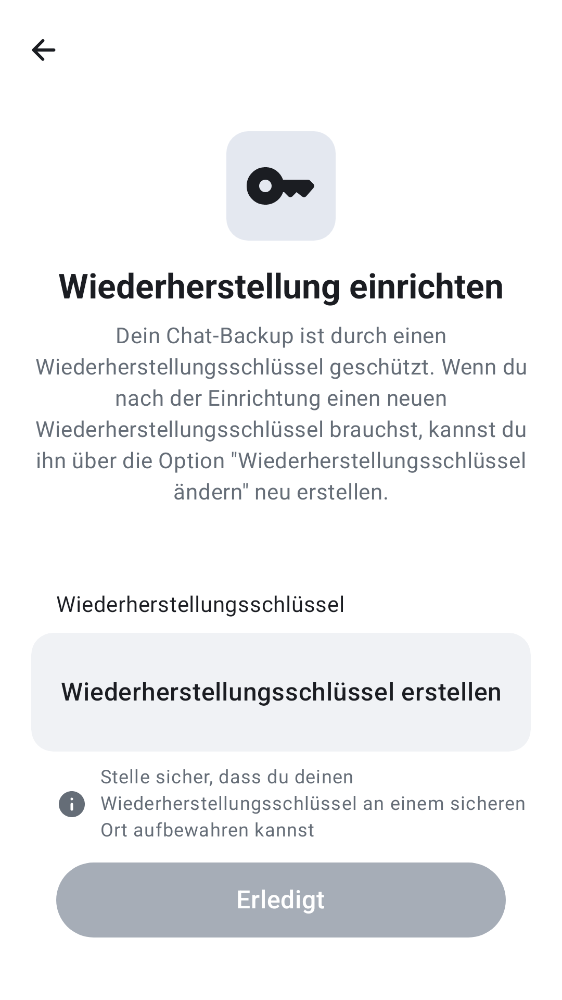 Wiederherstellung einrichten
Dein Chat-Backup ist durch einen
Wiederherstellungsschlüssel geschützt. Wenn du
nach der Einrichtung einen neuen
Wiederherstellungsschlüssel brauchst, kannst du
ihn über die Option "Wiederherstellungsschlüssel
ändern" neu erstellen.
Wiederherstellungsschlüssel
Wiederherstellungsschlüssel erstellen
Stelle sicher, dass du deinen
Wiederherstellungsschlüssel an einem sicheren
Ort aufbewahren kannst
Erledigt